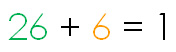 26 + 6 = 1